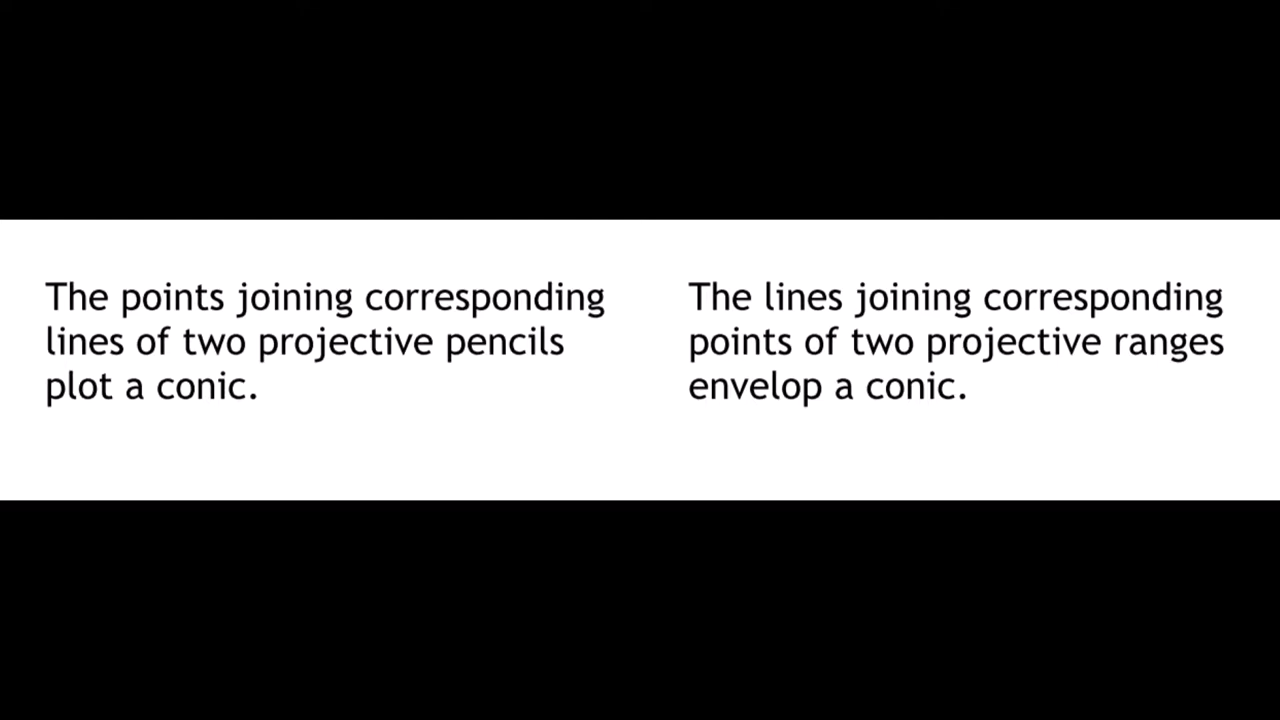 The points joining corresponding
lines of two projective pencils
plot a conic.
The lines joining corresponding
points of two projective ranges
envelop a conic.